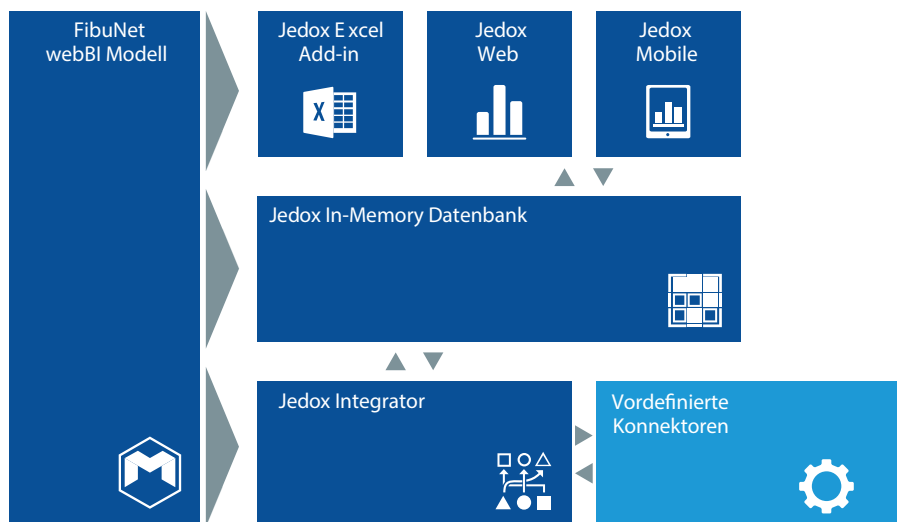 FibuNet
webBI Modell
Jedox Excel
Add-in
X
Jedox
Web
Jedox
Mobile
Jedox In-Memory Datenbank
Jedox Integrator
Vordefinierte
Konnektoren